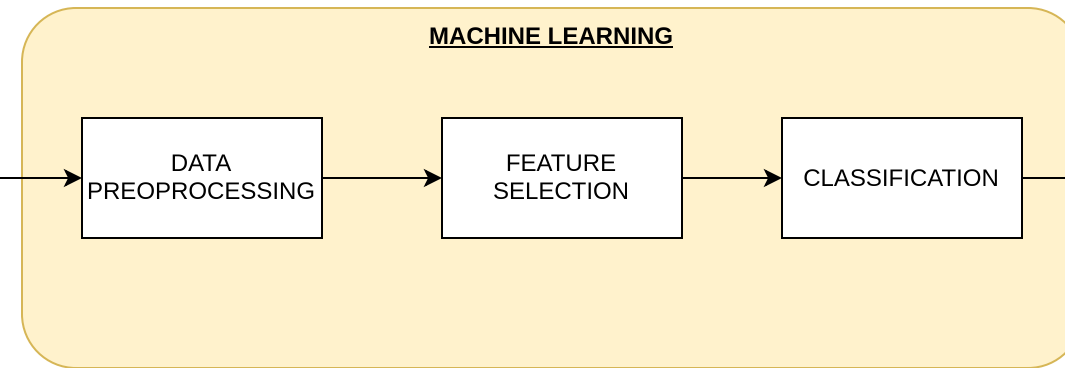 MACHINE LEARNING
DATA
PREOPROCESSING
FEATURE
SELECTION
CLASSIFICATION